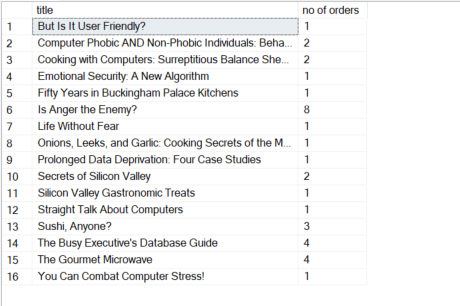 title no of orders
1 But Is It User Friendly? 1
2 Computer Phobic AND Non-Phobic Individuals: Beha... 2
3 Cooking with Computers: Surreptitious Balance She... 2
4 Emotional Security: A New Algorithm 1
5 Fifty Years in Buckingham Palace Kitchens 1
6 Is Anger the Enemy? 8
7 Life Without Fear 1
8 Onions, Leeks, and Garlic: Cooking Secrets of the M... 1
9 Prolonged Data Deprivation: Four Case Studies 1
10 Secrets of Silicon Valley 2
11 Silicon Valley Gastronomic Treats 1
12 Straight Talk About Computers 1
13 Sushi, Anyone? 3
14 The Busy Executive's Database Guide 4
15 The Gourmet Microwave 4
16 You Can Combat Computer Stress! 1